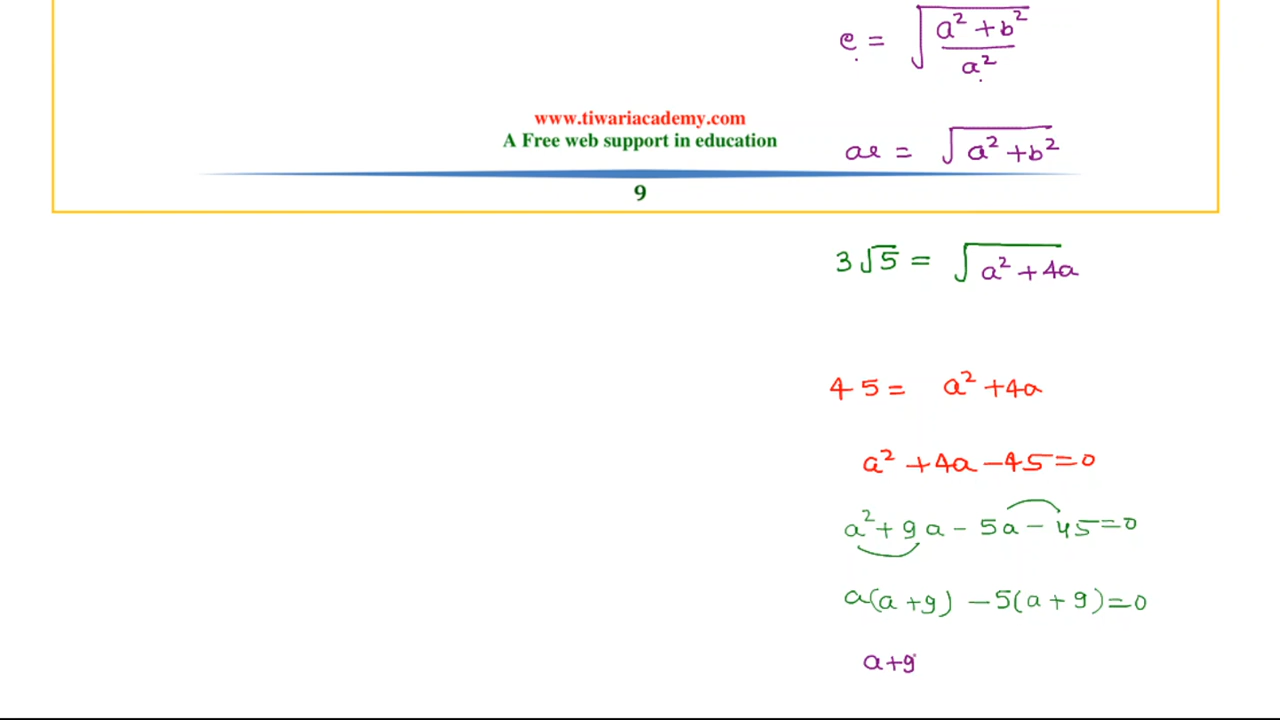 e = √((a² + b²)/a²)
www.tiwariacademy.com
A Free web support in education
ae = √(a² + b²)
9
3√5 = √(a² + 4a)
45 = a² + 4a
a² + 4a - 45 = 0
a² + 9a - 5a - 45 = 0
a(a + 9) - 5(a + 9) = 0
a + 9